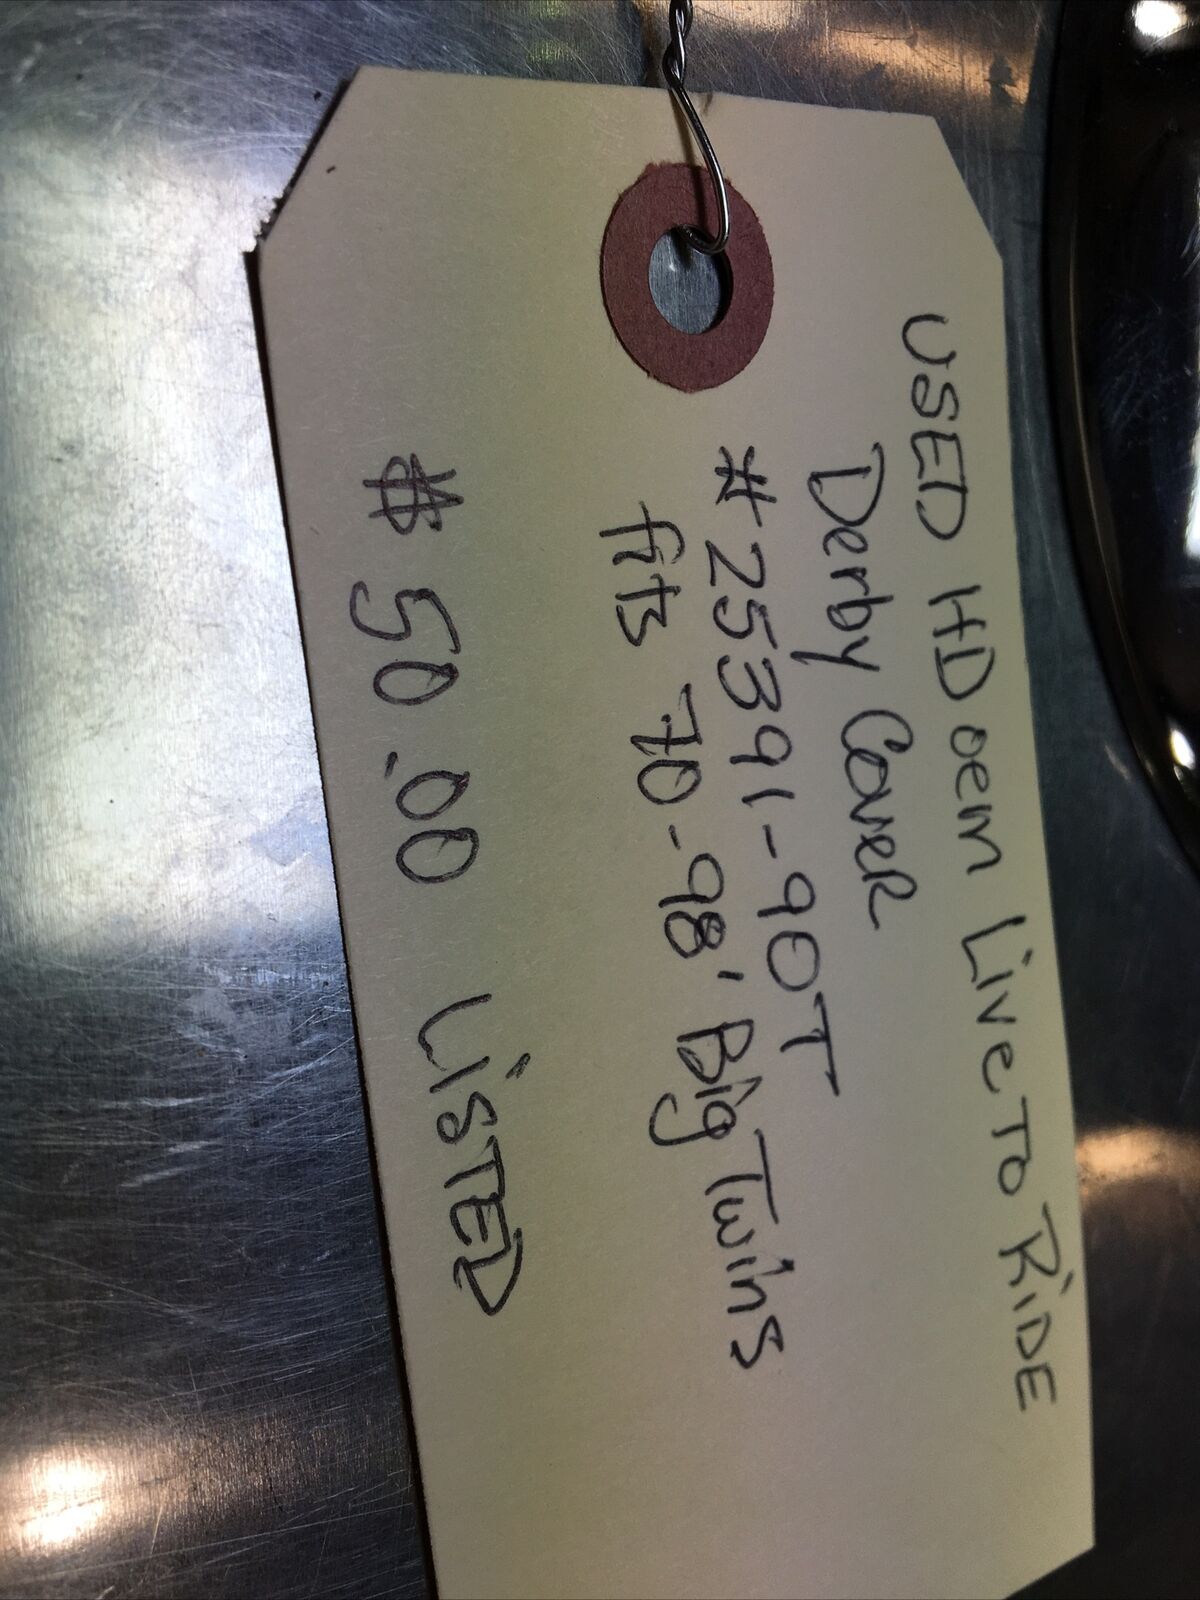 USED HD oem Live To RiDE
Derby Cover
# 25391-90T
fits 70-98' Big Twins
$ 50.00 LiSTED